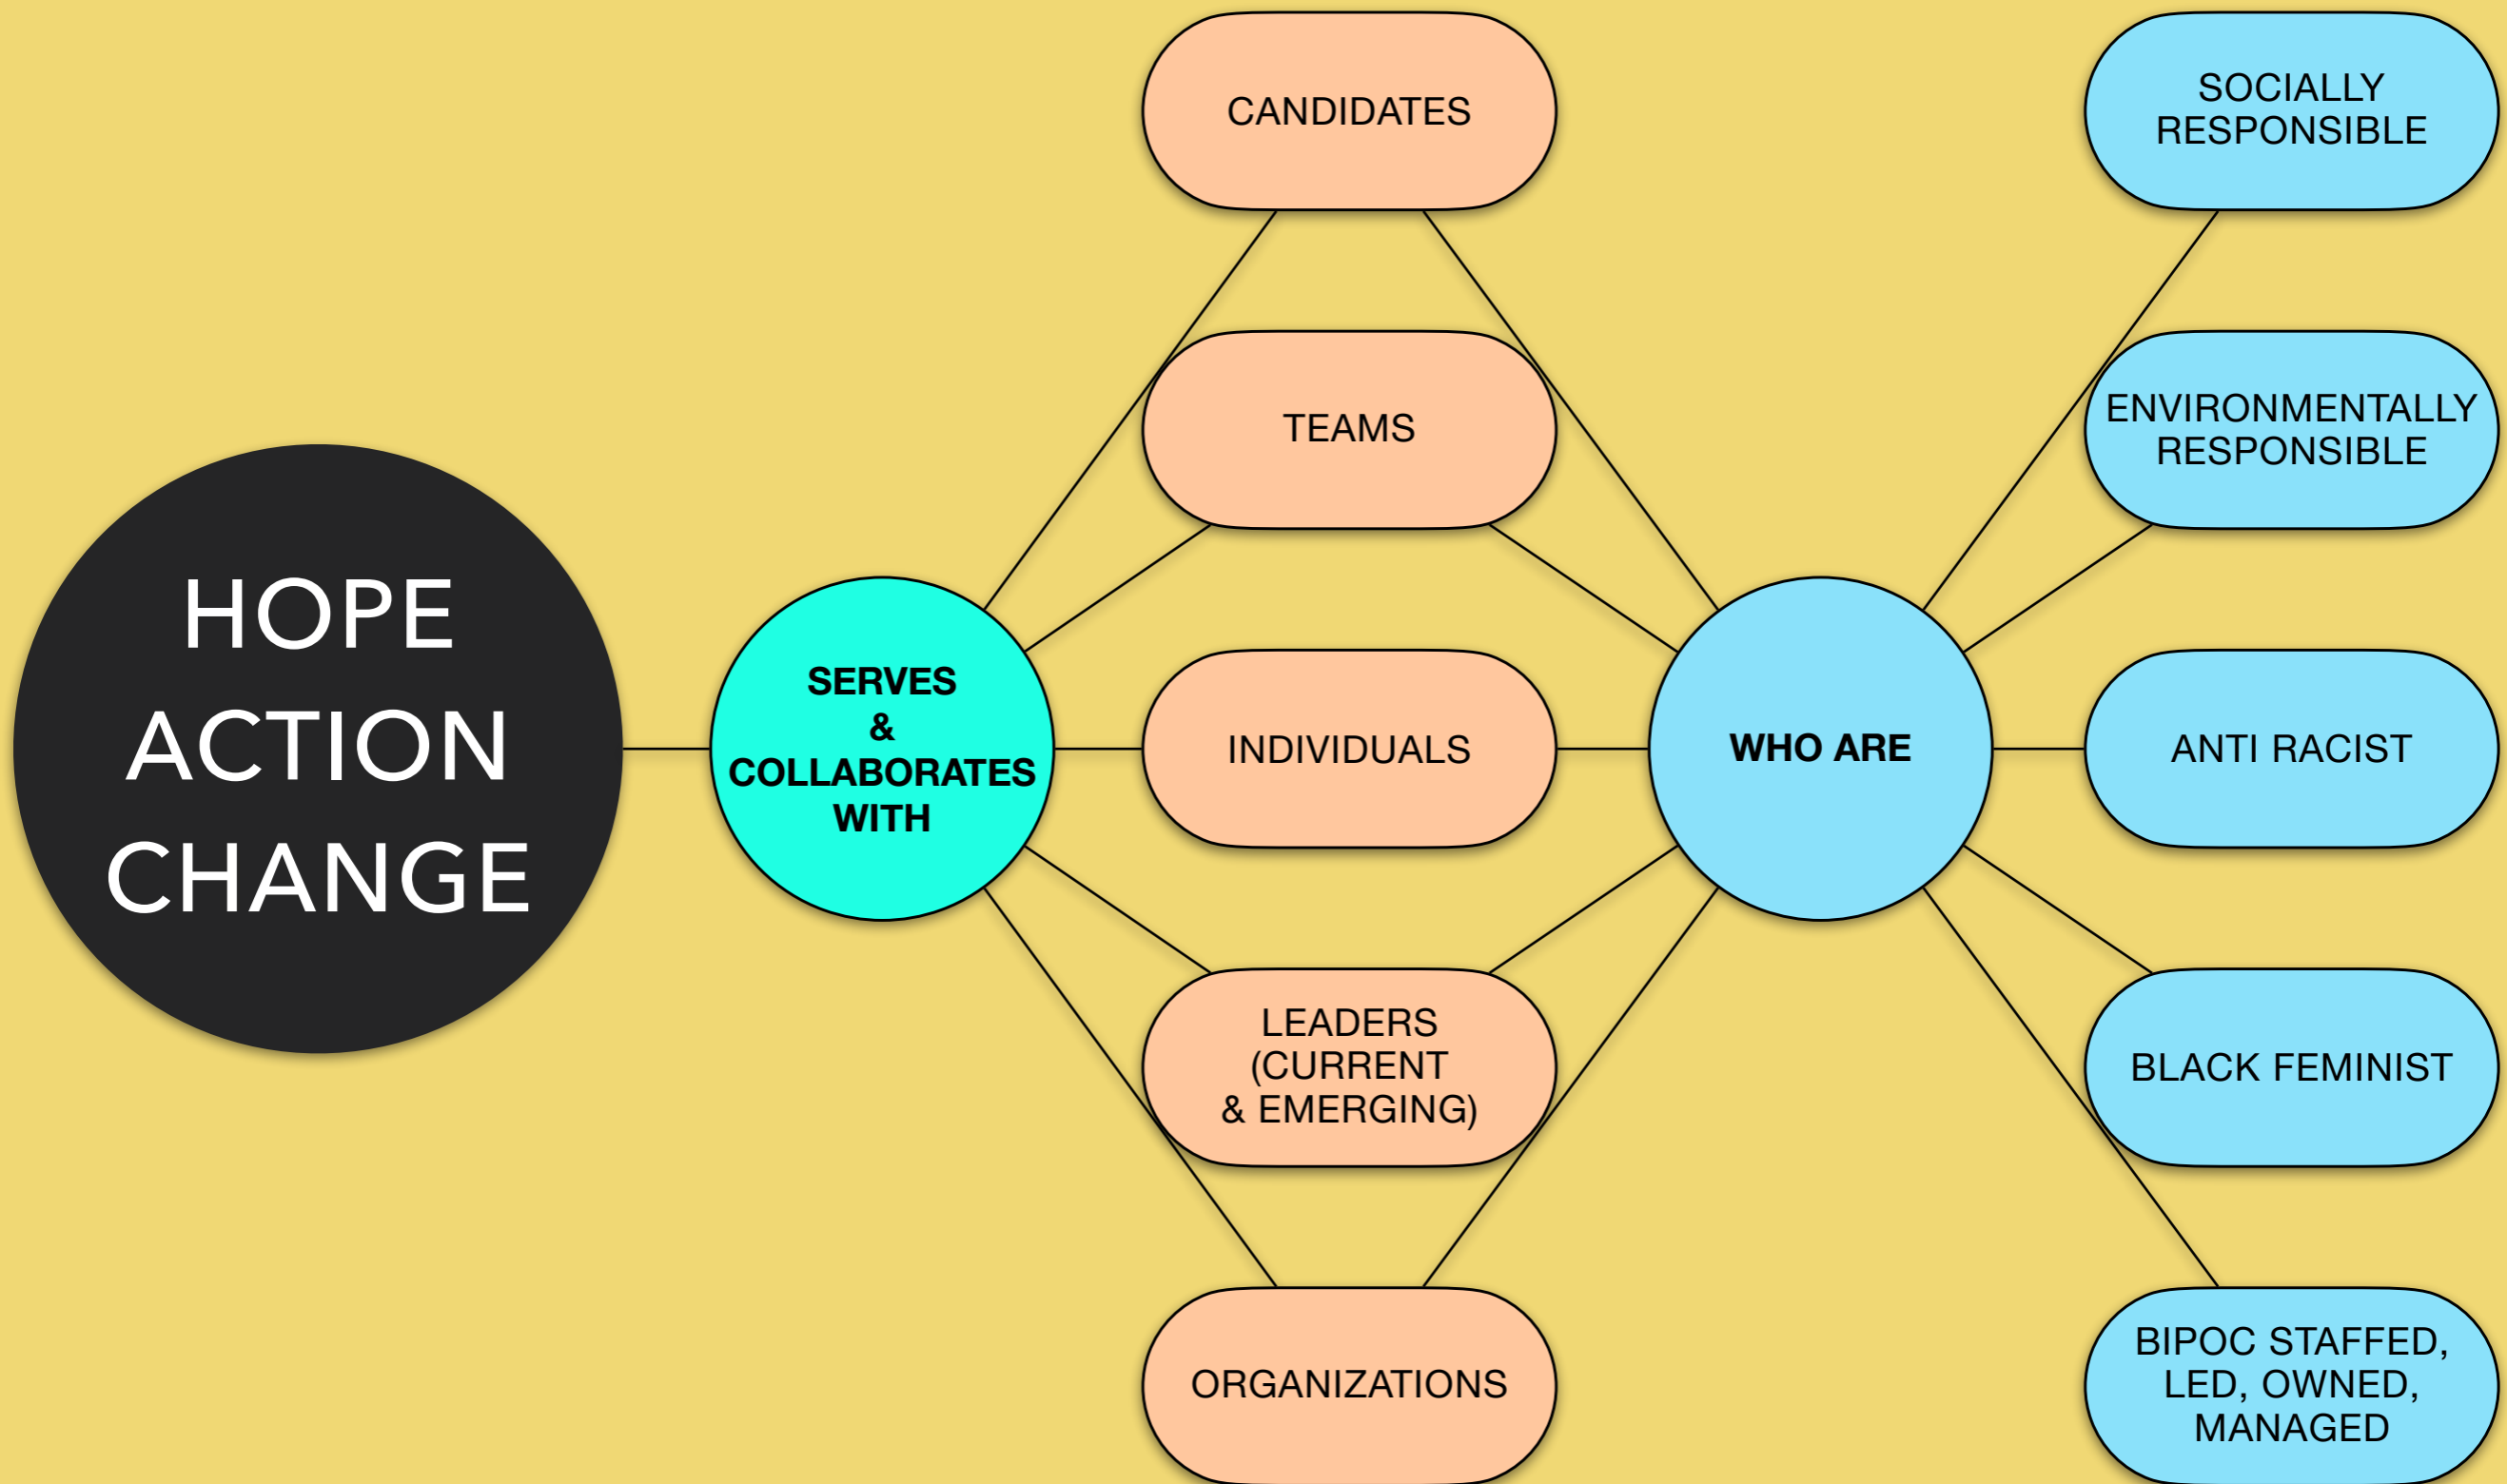 HOPE
ACTION
CHANGE
SERVES
&
COLLABORATES
WITH
CANDIDATES
TEAMS
INDIVIDUALS
LEADERS
(CURRENT
& EMERGING)
ORGANIZATIONS
WHO ARE
SOCIALLY
RESPONSIBLE
ENVIRONMENTALLY
RESPONSIBLE
ANTI RACIST
BLACK FEMINIST
BIPOC STAFFED,
LED, OWNED,
MANAGED